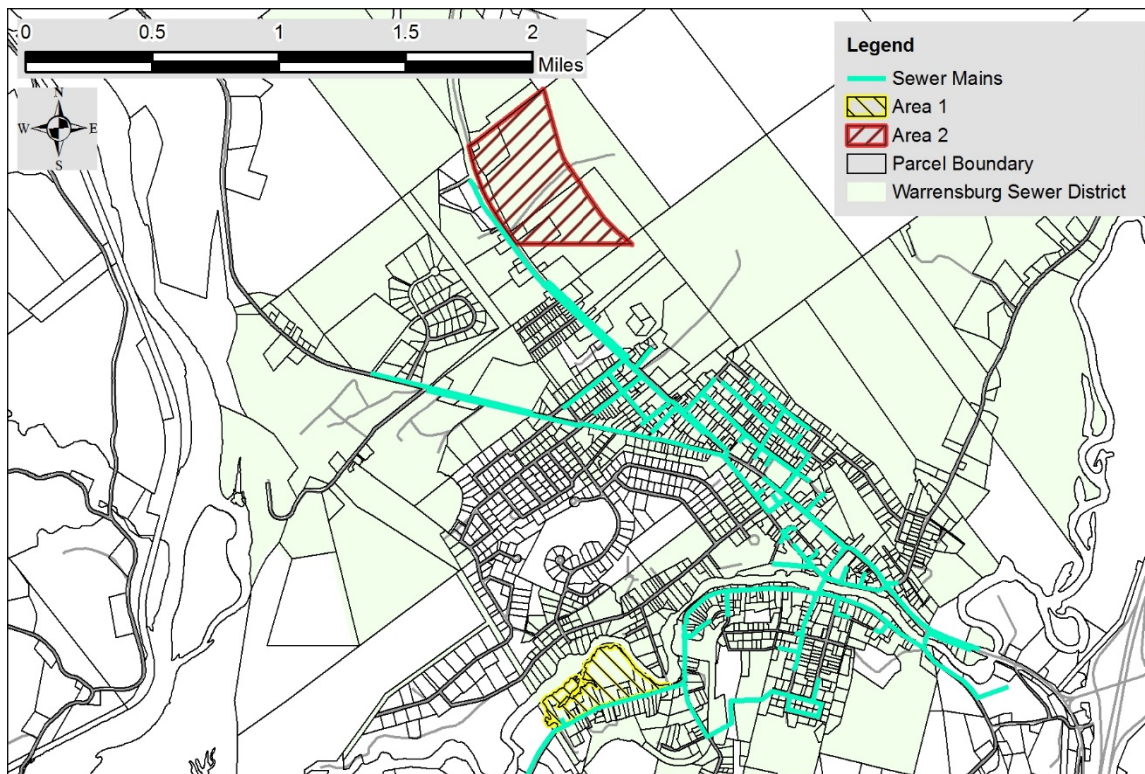 0 0.5 1 1.5 2
Miles
N
W E
S
Legend
Sewer Mains
Area 1
Area 2
Parcel Boundary
Warrensburg Sewer District